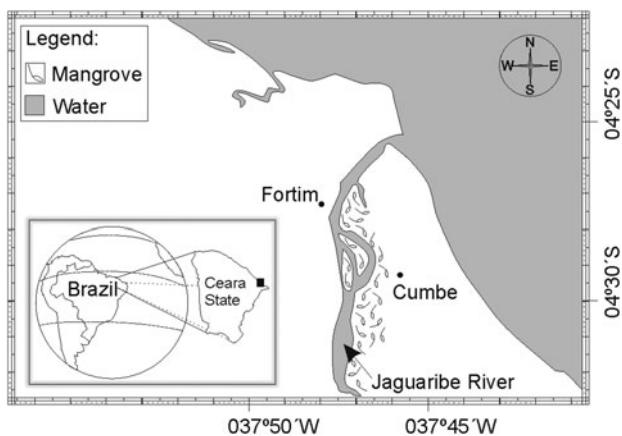 Legend:
Mangrove
Water
N
W E
S
04°25´S
Fortim
Brazil
Ceara
State
Cumbe
04°30´S
Jaguaribe River
037°50´W 037°45´W